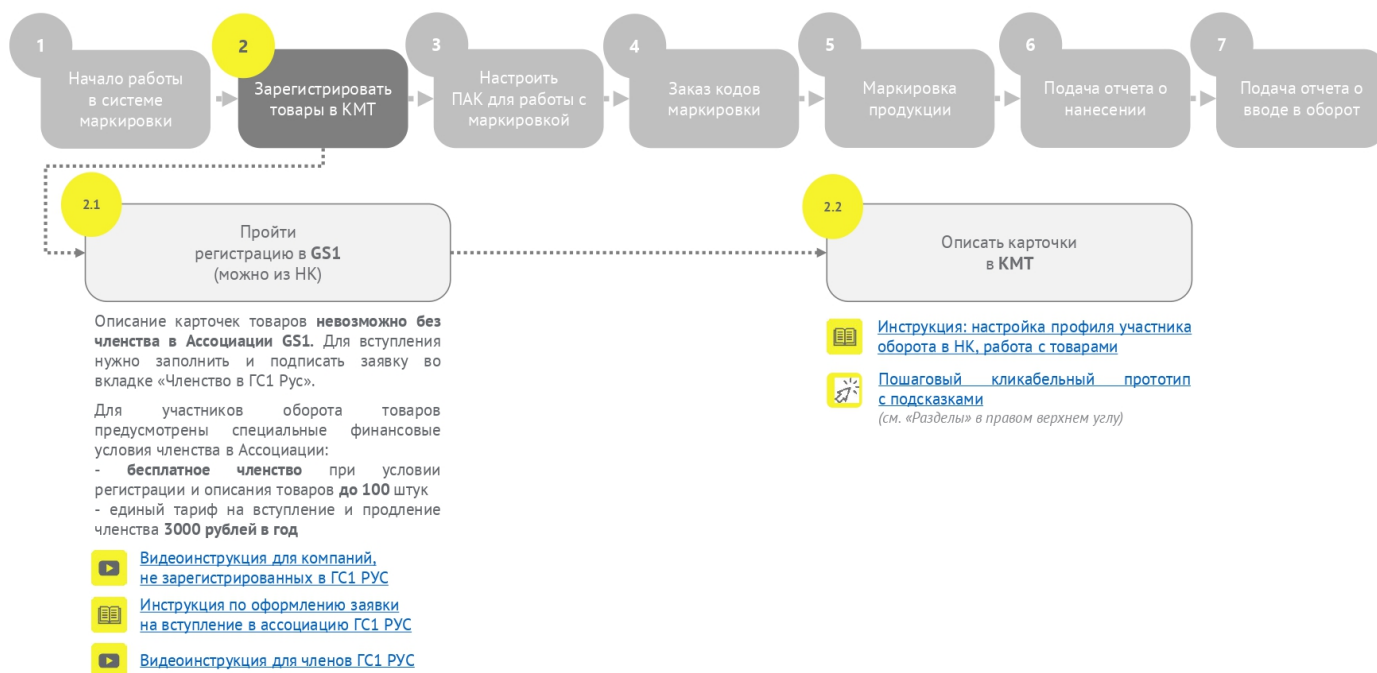 1
Начало работы
в системе
маркировки
2
Зарегистрировать
товары в КМТ
3
Настроить
ПАК для работы с
маркировкой
4
Заказ кодов
маркировки
5
Маркировка
продукции
6
Подача отчета о
нанесении
7
Подача отчета о
вводе в оборот
2.1
Пройти
регистрацию в GS1
(можно из НК)
Описание карточек товаров невозможно без
членства в Ассоциации GS1. Для вступления
нужно заполнить и подписать заявку во
вкладке «Членство в ГС1 Рус».
Для участников оборота товаров
предусмотрены специальные финансовые
условия членства в Ассоциации:
- бесплатное членство при условии
регистрации и описания товаров до 100 штук
- единый тариф на вступление и продление
членства 3000 рублей в год
Видеоинструкция для компаний,
не зарегистрированных в ГС1 РУС
Инструкция по оформлению заявки
на вступление в ассоциацию ГС1 РУС
Видеоинструкция для членов ГС1 РУС
2.2
Описать карточки
в КМТ
Инструкция: настройка профиля участника
оборота в НК, работа с товарами
Пошаговый кликабельный прототип
с подсказками
(см. «Разделы» в правом верхнем углу)